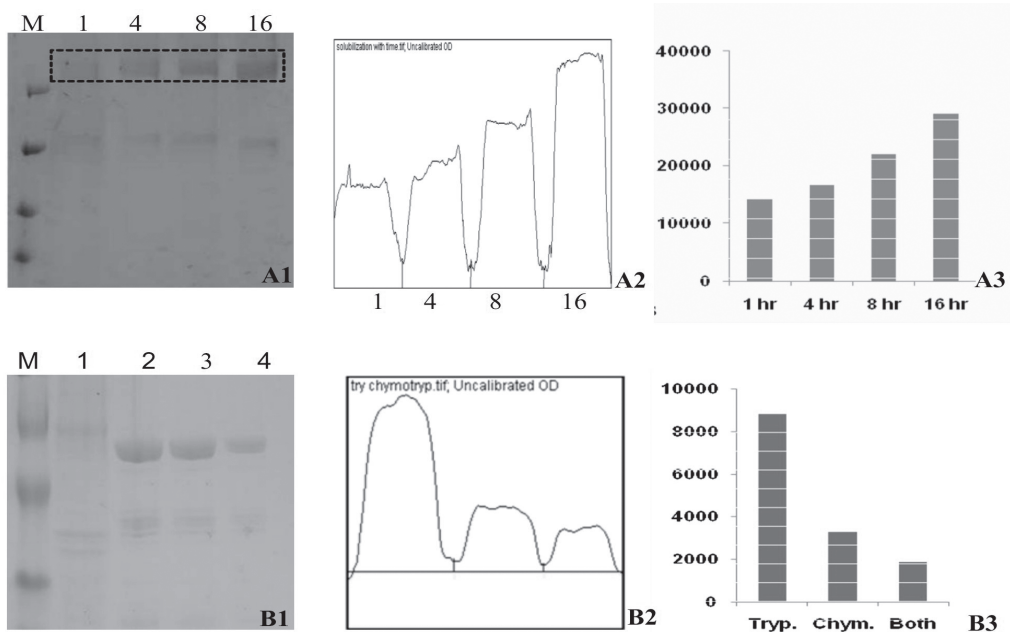 M 1 4 8 16
A1
solubilization with time.tif, Uncalibrated OD
1 4 8 16
A2
40000
30000
20000
10000
0
1 hr 4 hr 8 hr 16 hr
A3
M 1 2 3 4
B1
try chymotryp.tif; Uncalibrated OD
B2
10000
8000
6000
4000
2000
0
Tryp. Chym. Both
B3